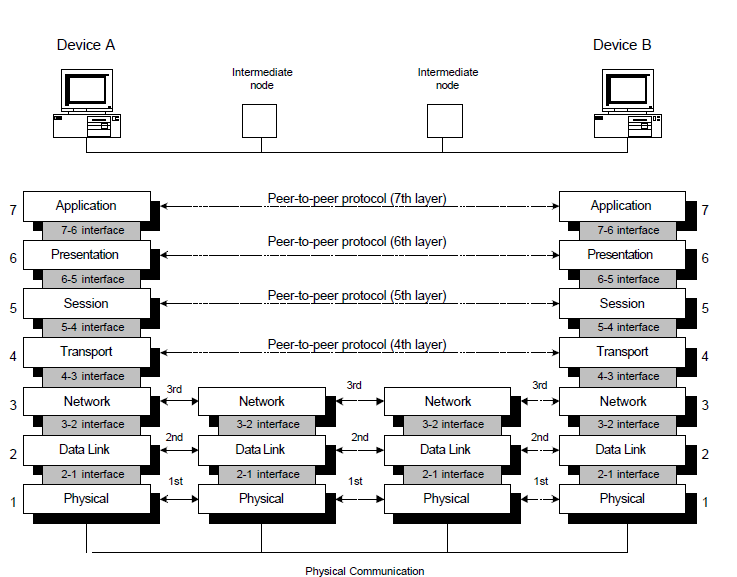 Device A
Device B
Intermediate
node
Intermediate
node
7 Application Peer-to-peer protocol (7th layer) Application 7
7-6 interface 7-6 interface
6 Presentation Peer-to-peer protocol (6th layer) Presentation 6
6-5 interface 6-5 interface
5 Session Peer-to-peer protocol (5th layer) Session 5
5-4 interface 5-4 interface
4 Transport Peer-to-peer protocol (4th layer) Transport 4
4-3 interface 4-3 interface
3 Network 3rd Network 3rd Network 3rd Network 3
3-2 interface 3-2 interface 3-2 interface 3-2 interface
2 Data Link 2nd Data Link 2nd Data Link 2nd Data Link 2
2-1 interface 2-1 interface 2-1 interface 2-1 interface
1 Physical 1st Physical 1st Physical 1st Physical 1
Physical Communication